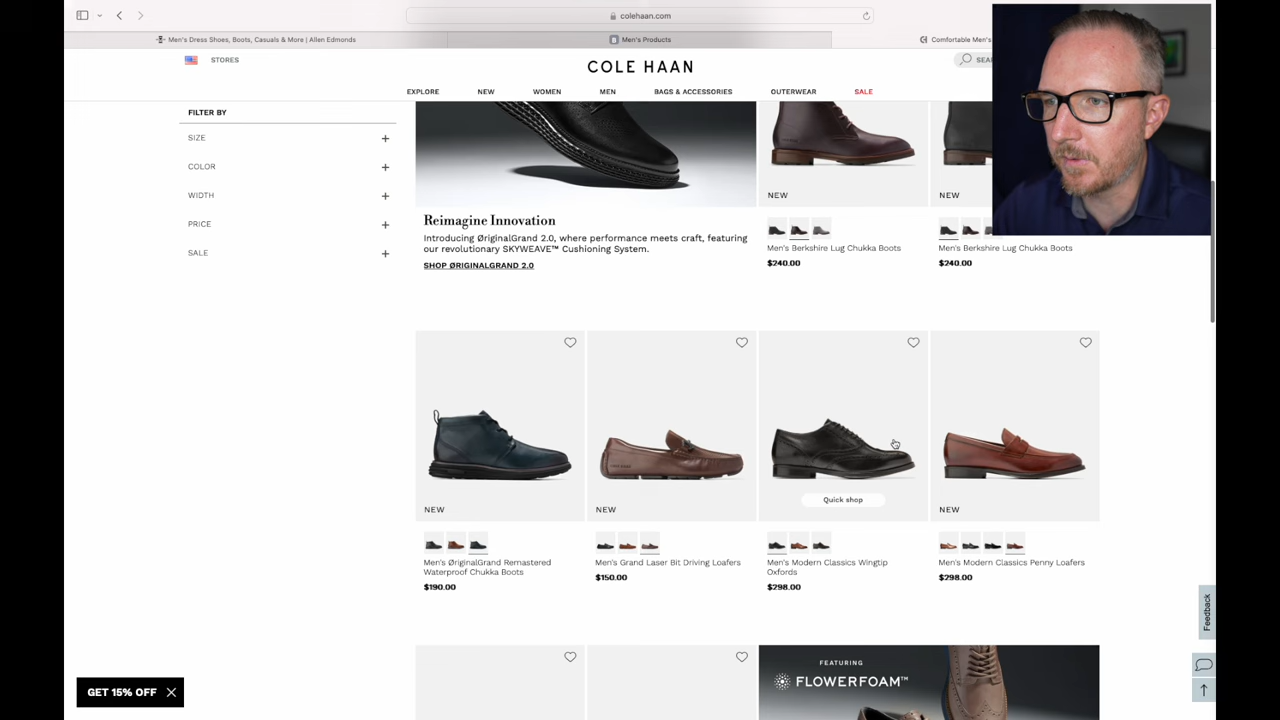 colehaan.com
Men's Dress Shoes, Boots, Casuals & More | Allen Edmonds
Men's Products
Comfortable Men's
STORES
COLE HAAN
SEA
EXPLORE
NEW
WOMEN
MEN
BAGS & ACCESSORIES
OUTERWEAR
SALE
FILTER BY
SIZE
COLOR
WIDTH
PRICE
SALE
Reimagine Innovation
Introducing ØriginalGrand 2.0, where performance meets craft, featuring
our revolutionary SKYWEAVE™ Cushioning System.
SHOP ØRIGINALGRAND 2.0
NEW
Men's Berkshire Lug Chukka Boots
$240.00
NEW
Men's Berkshire Lug Chukka Boots
$240.00
NEW
Men's ØriginalGrand Remastered
Waterproof Chukka Boots
$190.00
NEW
Men's Grand Laser Bit Driving Loafers
$150.00
Quick shop
Men's Modern Classics Wingtip
Oxfords
$298.00
NEW
Men's Modern Classics Penny Loafers
$298.00
FEATURING
FLOWERFOAM™
GET 15% OFF
Feedback